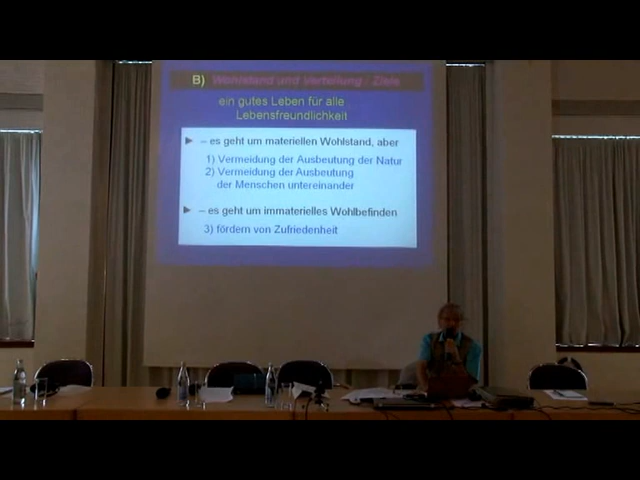 B) Wohlstand und Verteilung / Ziele
ein gutes Leben für alle
Lebensfreundlichkeit
– es geht um materiellen Wohlstand, aber
1) Vermeidung der Ausbeutung der Natur
2) Vermeidung der Ausbeutung
der Menschen untereinander
– es geht um immaterielles Wohlbefinden
3) fördern von Zufriedenheit